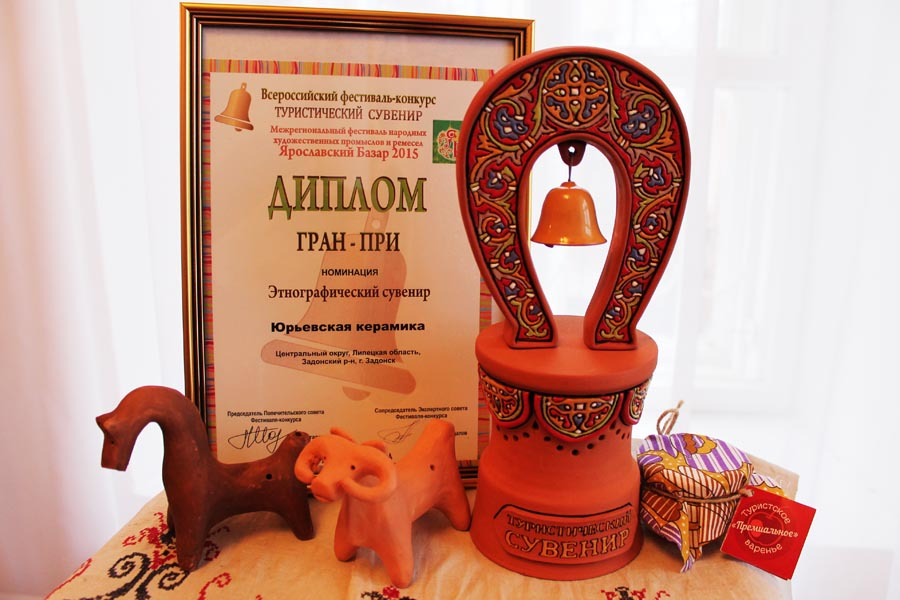 Всероссийский фестиваль-конкурс
ТУРИСТИЧЕСКИЙ СУВЕНИР
Межрегиональный фестиваль народных
художественных промыслов и ремесел
Ярославский Базар 2015
ДИПЛОМ
ГРАН - ПРИ
НОМИНАЦИЯ
Этнографический сувенир
Юрьевская керамика
Центральный округ, Липецкая область,
Задонский р-н, г. Задонск
Председатель Попечительского совета
Фестиваля-конкурса
Сопредседатель Экспертного совета
Фестиваля-конкурса
ТУРИСТИЧЕСКИЙ
СУВЕНИР
Туристское
«Премиальное»
варенье